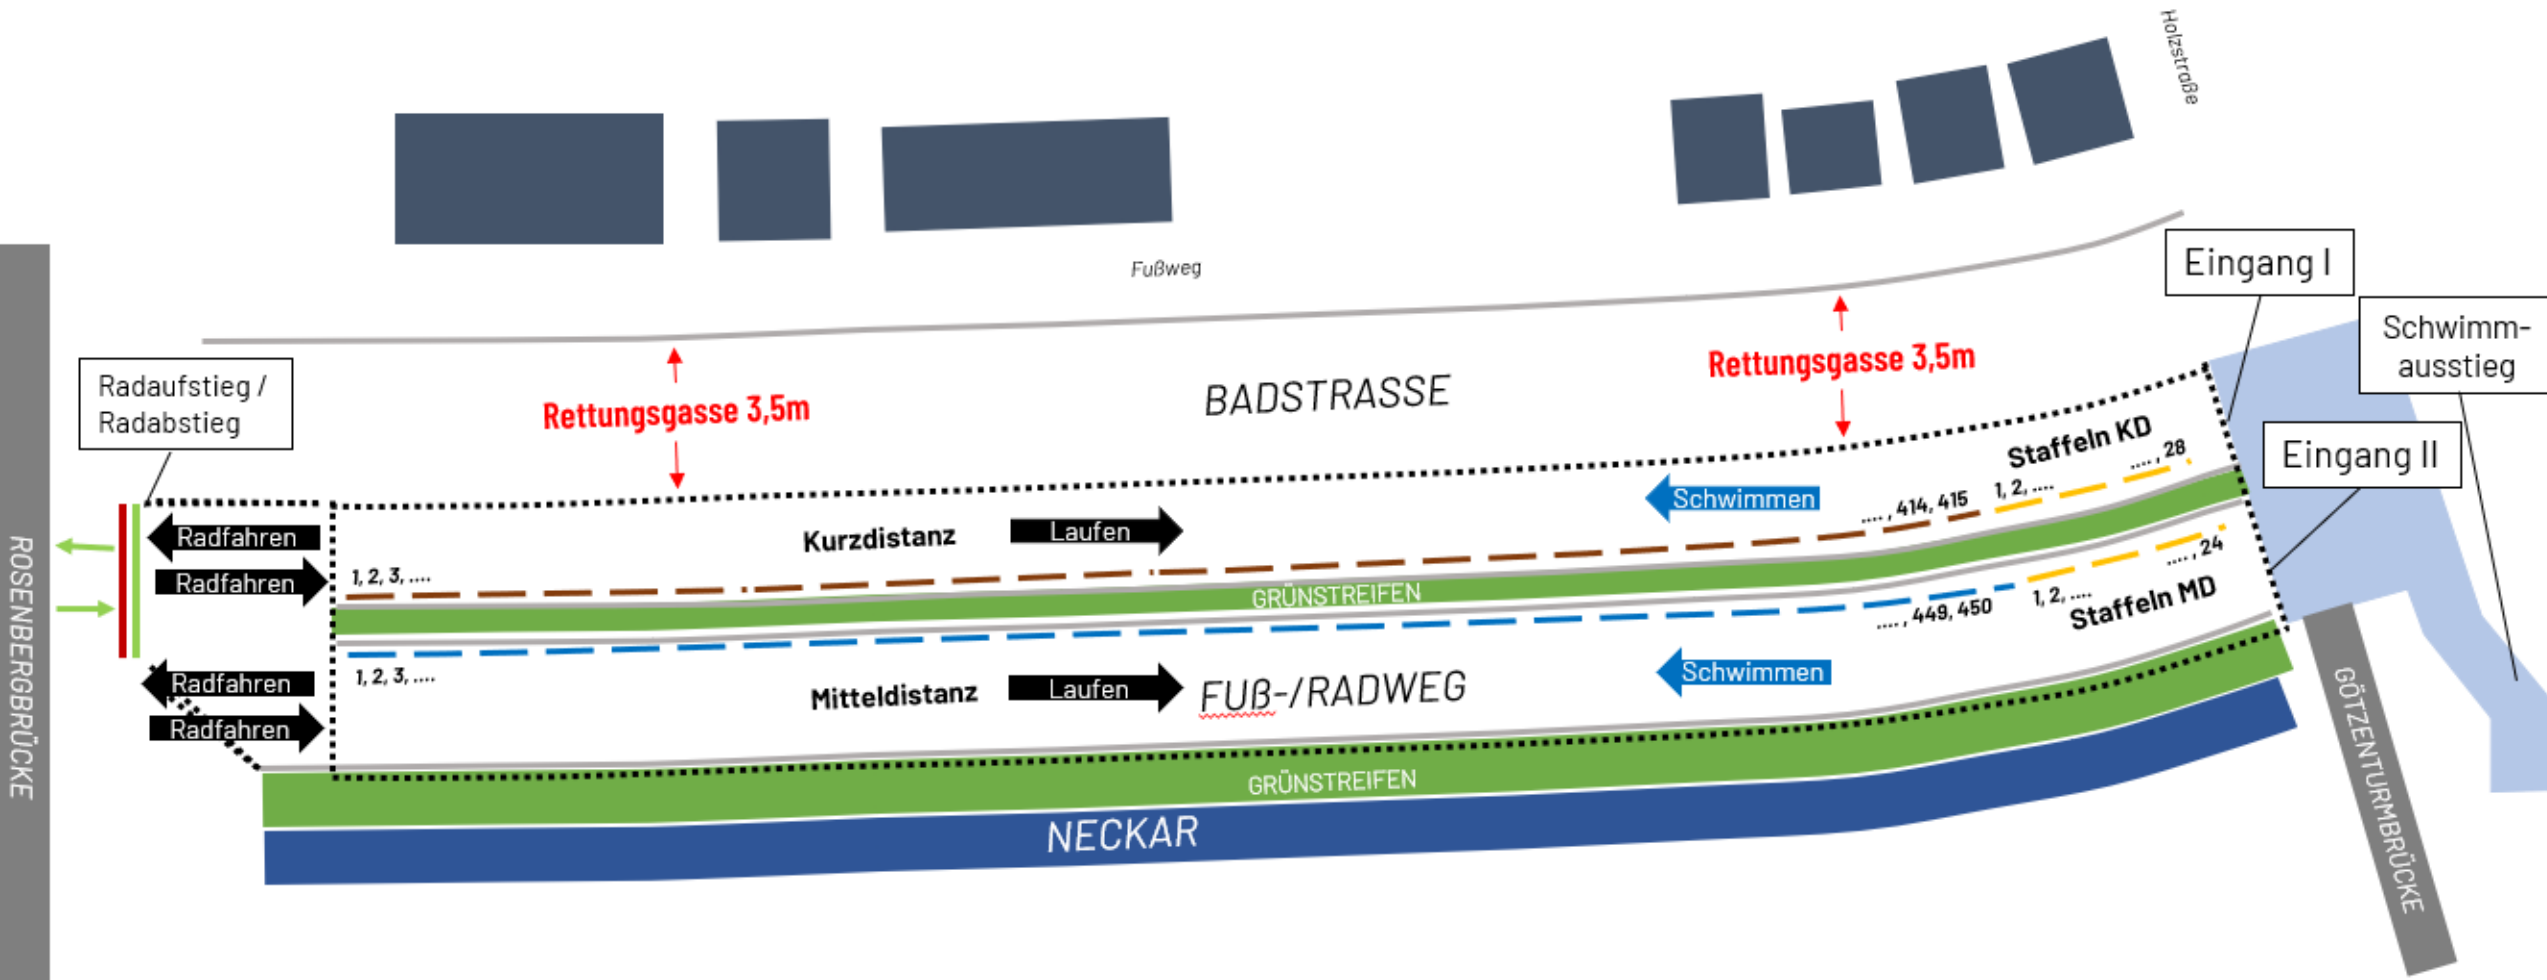 Holzstraße
Eingang I
Fußweg
Schwimm-
ausstieg
Rettungsgasse 3,5m
Radaufstieg /
Radabstieg
BADSTRASSE
Rettungsgasse 3,5m
Staffeln KD
...., 28
Eingang II
1, 2, ....
Schwimmen
...., 414, 415
Radfahren
Kurzdistanz
Laufen
Radfahren
1, 2, 3, ....
GRÜNSTREIFEN
...., 24
1, 2, ....
Staffeln MD
...., 449, 450
ROSENBERGBRÜCKE
Radfahren
1, 2, 3, ....
Mitteldistanz
Laufen
FUß-/RADWEG
Schwimmen
Radfahren
GRÜNSTREIFEN
NECKAR
GÖTZENTURMBRÜCKE